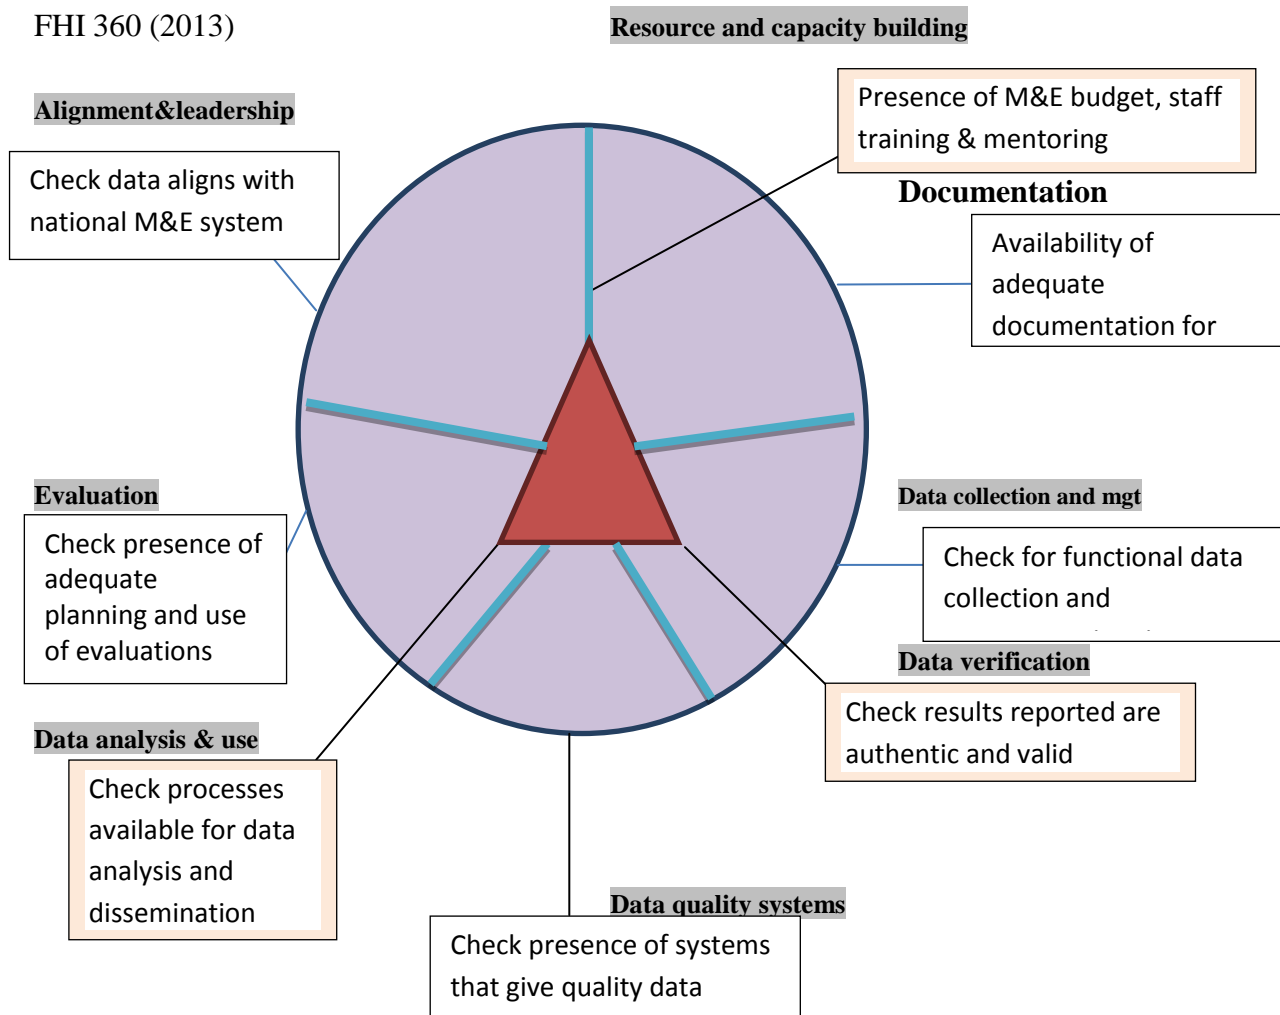 FHI 360 (2013)
Resource and capacity building
Presence of M&E budget, staff
training & mentoring
Alignment&leadership
Check data aligns with
national M&E system
Documentation
Availability of
adequate
documentation for
Evaluation
Check presence of
adequate
planning and use
of evaluations
Data collection and mgt
Check for functional data
collection and
Data verification
Check results reported are
authentic and valid
Data analysis & use
Check processes
available for data
analysis and
dissemination
Data quality systems
Check presence of systems
that give quality data